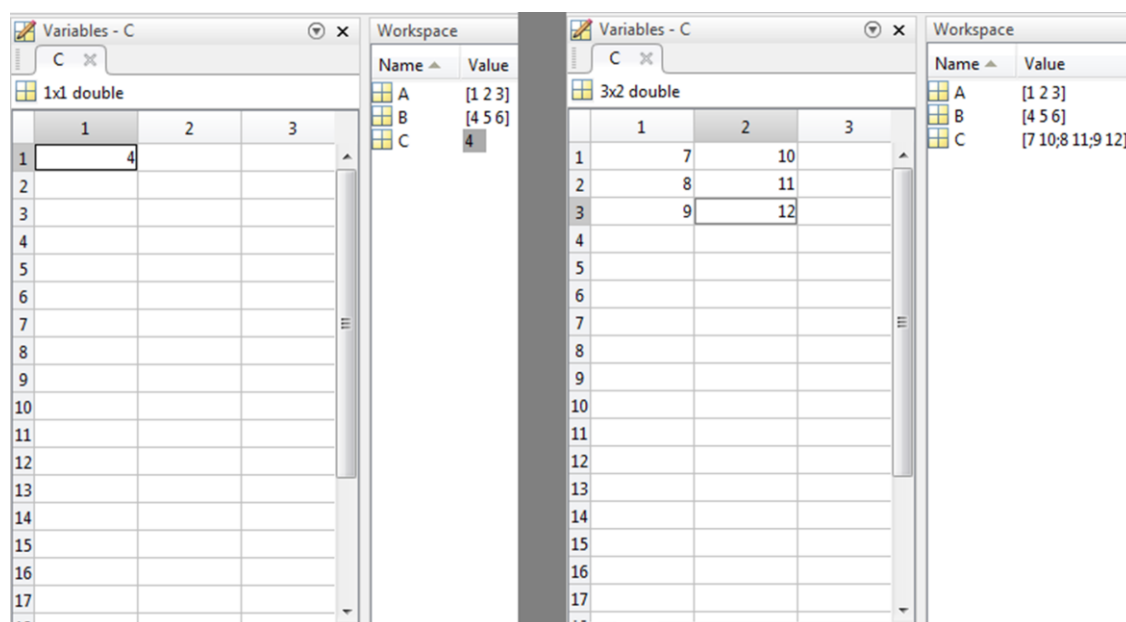 Variables - C
C
1x1 double
1 2 3
1 4
2
3
4
5
6
7
8
9
10
11
12
13
14
15
16
17
Workspace
Name Value
A [1 2 3]
B [4 5 6]
C 4
Variables - C
C
3x2 double
1 2 3
1 7 10
2 8 11
3 9 12
4
5
6
7
8
9
10
11
12
13
14
15
16
17
Workspace
Name Value
A [1 2 3]
B [4 5 6]
C [7 10;8 11;9 12]